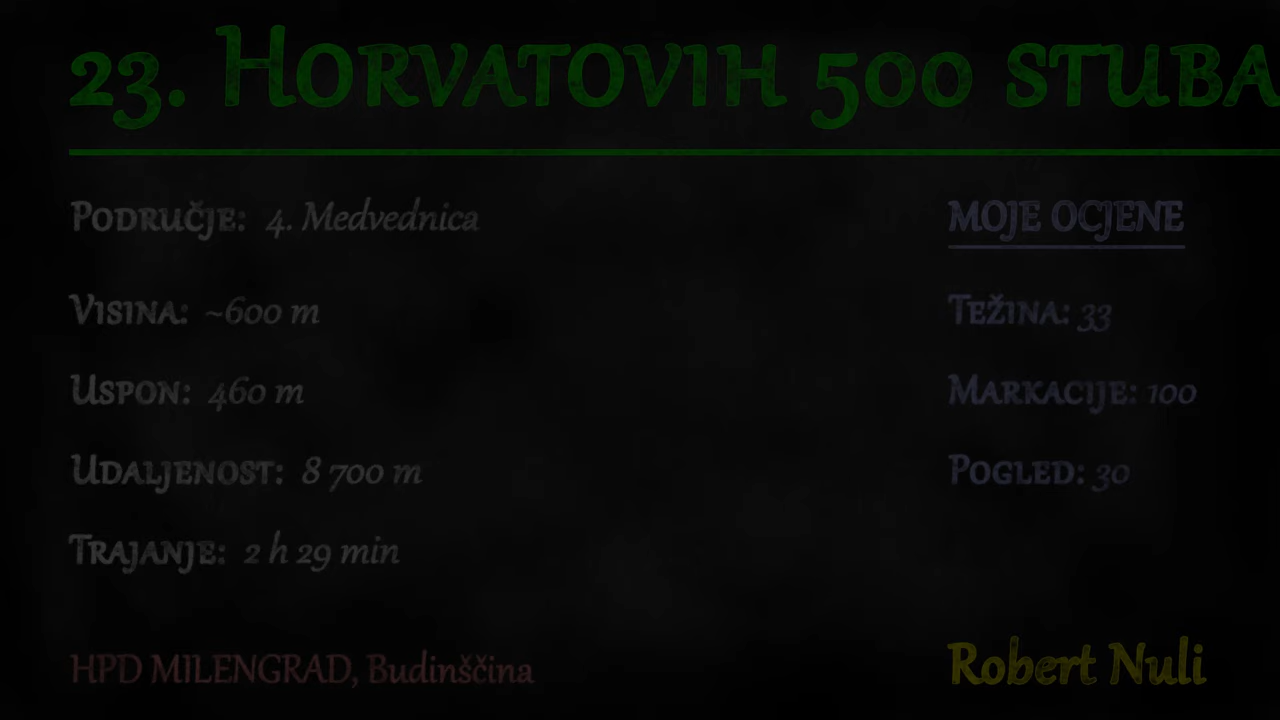 23. Horvatovih 500 stuba
Područje: 4. Medvednica
MOJE OCJENE
Visina: ~600 m
Težina: 33
Uspon: 460 m
Markacije: 100
Udaljenost: 8 700 m
Pogled: 30
Trajanje: 2 h 29 min
HPD MILENGRAD, Budinščina
Robert Nuli